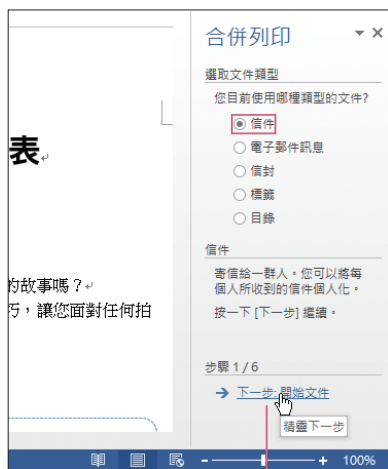 合併列印
選取文件類型
您目前使用哪種類型的文件?
信件
電子郵件訊息
信封
標籤
目錄
信件
寄信給一群人。您可以將每
個人所收到的信件個人化。
按一下 [下一步] 繼續。
步驟 1 / 6
下一步: 開始文件
精靈下一步
表
的故事嗎?
巧,讓您面對任何拍
100%